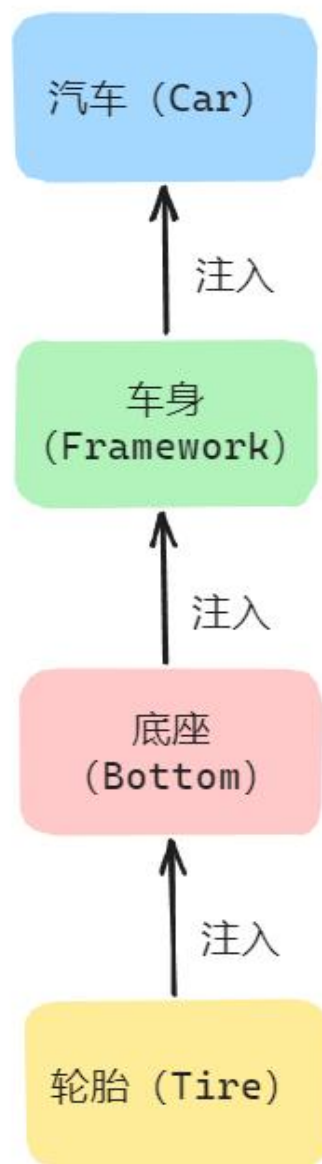 汽车（Car）
注入
车身
（Framework）
注入
底座
（Bottom）
注入
轮胎（Tire）